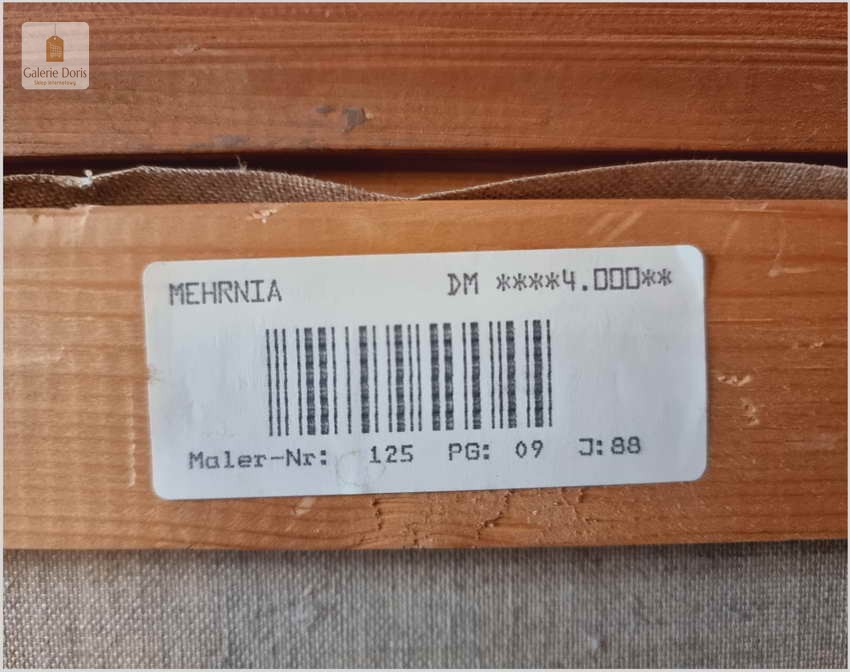 Galerie Doris
MEHRNIA DM ****4.000**
Maler-Nr: 125 PG: 09 J:88